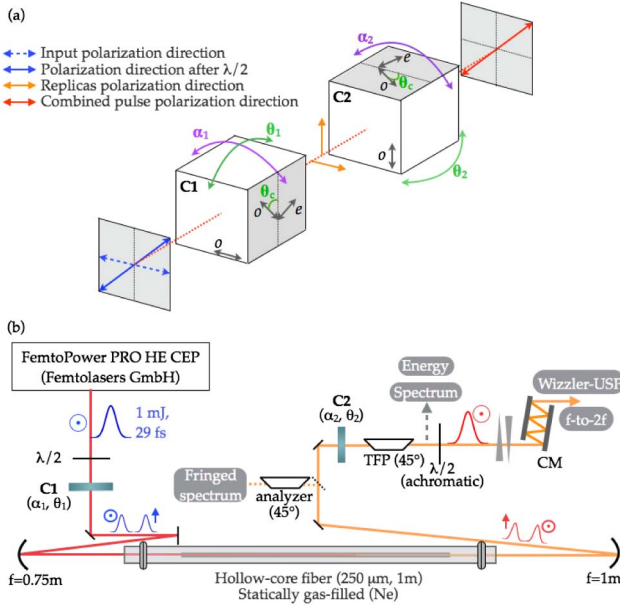 (a)
Input polarization direction
Polarization direction after λ/2
Replicas polarization direction
Combined pulse polarization direction
α₂
e
o
θc
C2
o
θ₂
α₁
θ₁
C1
θc
o
e
o
(b)
FemtoPower PRO HE CEP
(Femtolasers GmbH)
1 mJ,
29 fs
λ/2
C1
(α₁, θ₁)
Fringed
spectrum
analyzer
(45°)
C2
(α₂, θ₂)
TFP (45°)
Energy
Spectrum
λ/2
(achromatic)
Wizzler-USP
f-to-2f
CM
f=0.75m
Hollow-core fiber (250 µm, 1m)
Statically gas-filled (Ne)
f=1m